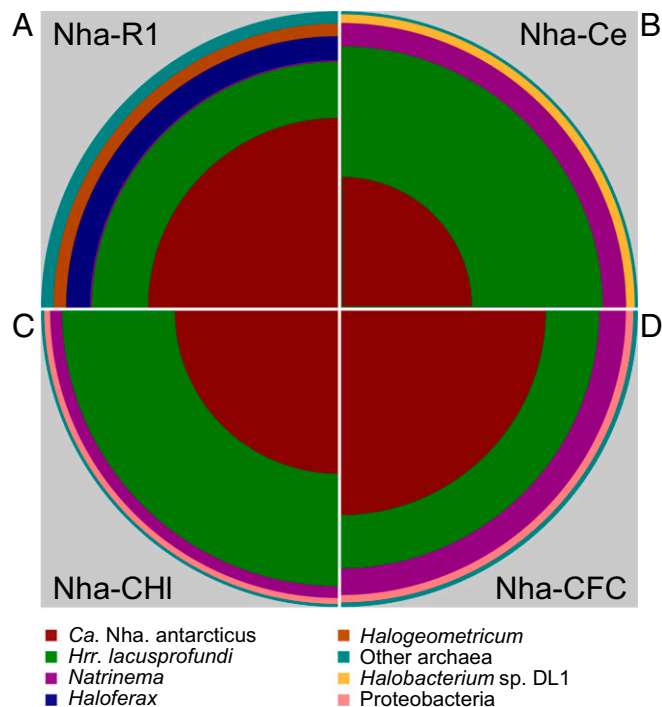 A Nha-R1 Nha-Ce B
C D
Nha-CHI Nha-CFC
Ca. Nha. antarcticus
Hrr. lacusprofundi
Natrinema
Haloferax
Halogeometricum
Other archaea
Halobacterium sp. DL1
Proteobacteria